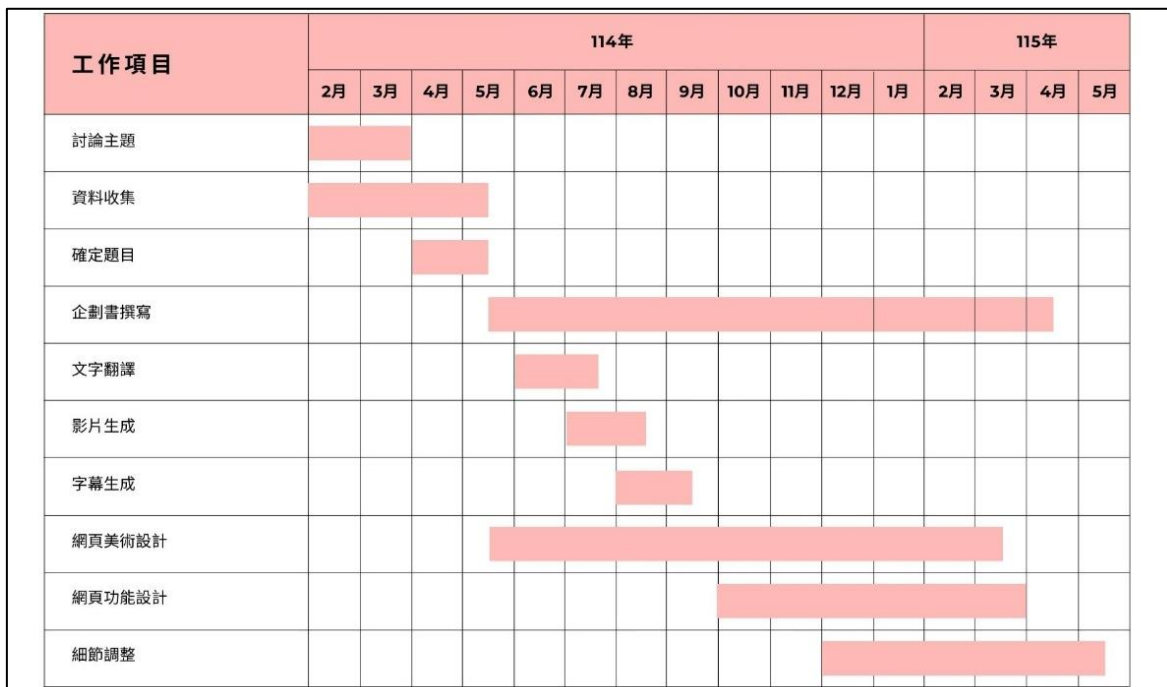 工作項目
114年
115年
2月 3月 4月 5月 6月 7月 8月 9月 10月 11月 12月 1月 2月 3月 4月 5月
討論主題
資料收集
確定題目
企劃書撰寫
文字翻譯
影片生成
字幕生成
網頁美術設計
網頁功能設計
細節調整